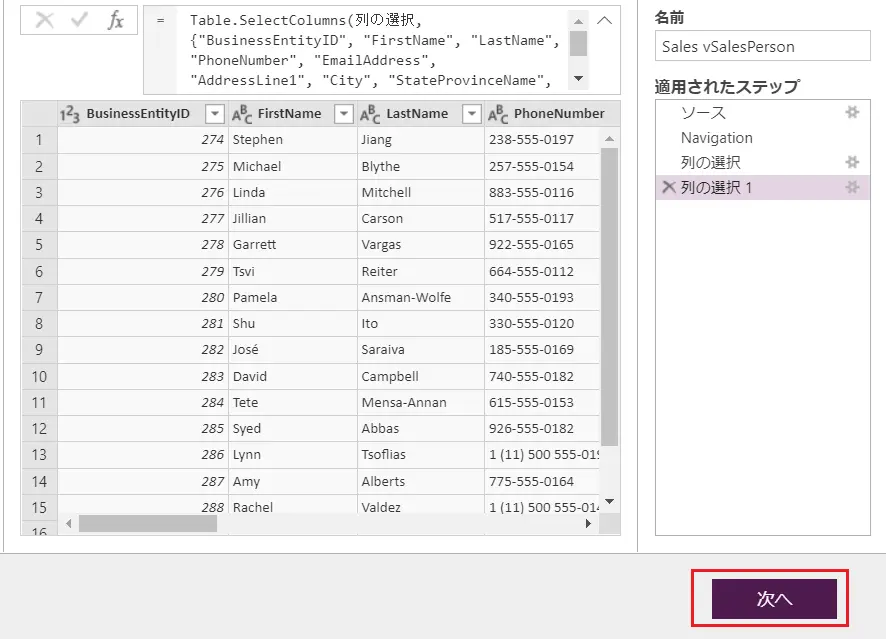 fx = Table.SelectColumns(列の選択,
{"BusinessEntityID", "FirstName", "LastName",
"PhoneNumber", "EmailAddress",
"AddressLine1", "City", "StateProvinceName",
1 2 3 BusinessEntityID ABC FirstName ABC LastName ABC PhoneNumber
1 274 Stephen Jiang 238-555-0197
2 275 Michael Blythe 257-555-0154
3 276 Linda Mitchell 883-555-0116
4 277 Jillian Carson 517-555-0117
5 278 Garrett Vargas 922-555-0165
6 279 Tsvi Reiter 664-555-0112
7 280 Pamela Ansman-Wolfe 340-555-0193
8 281 Shu Ito 330-555-0120
9 282 José Saraiva 185-555-0169
10 283 David Campbell 740-555-0182
11 284 Tete Mensa-Annan 615-555-0153
12 285 Syed Abbas 926-555-0182
13 286 Lynn Tsoflias 1 (11) 500 555-019
14 287 Amy Alberts 775-555-0164
15 288 Rachel Valdez 1 (11) 500 555-014
16
名前
Sales vSalesPerson
適用されたステップ
ソース
Navigation
列の選択
列の選択 1
次へ